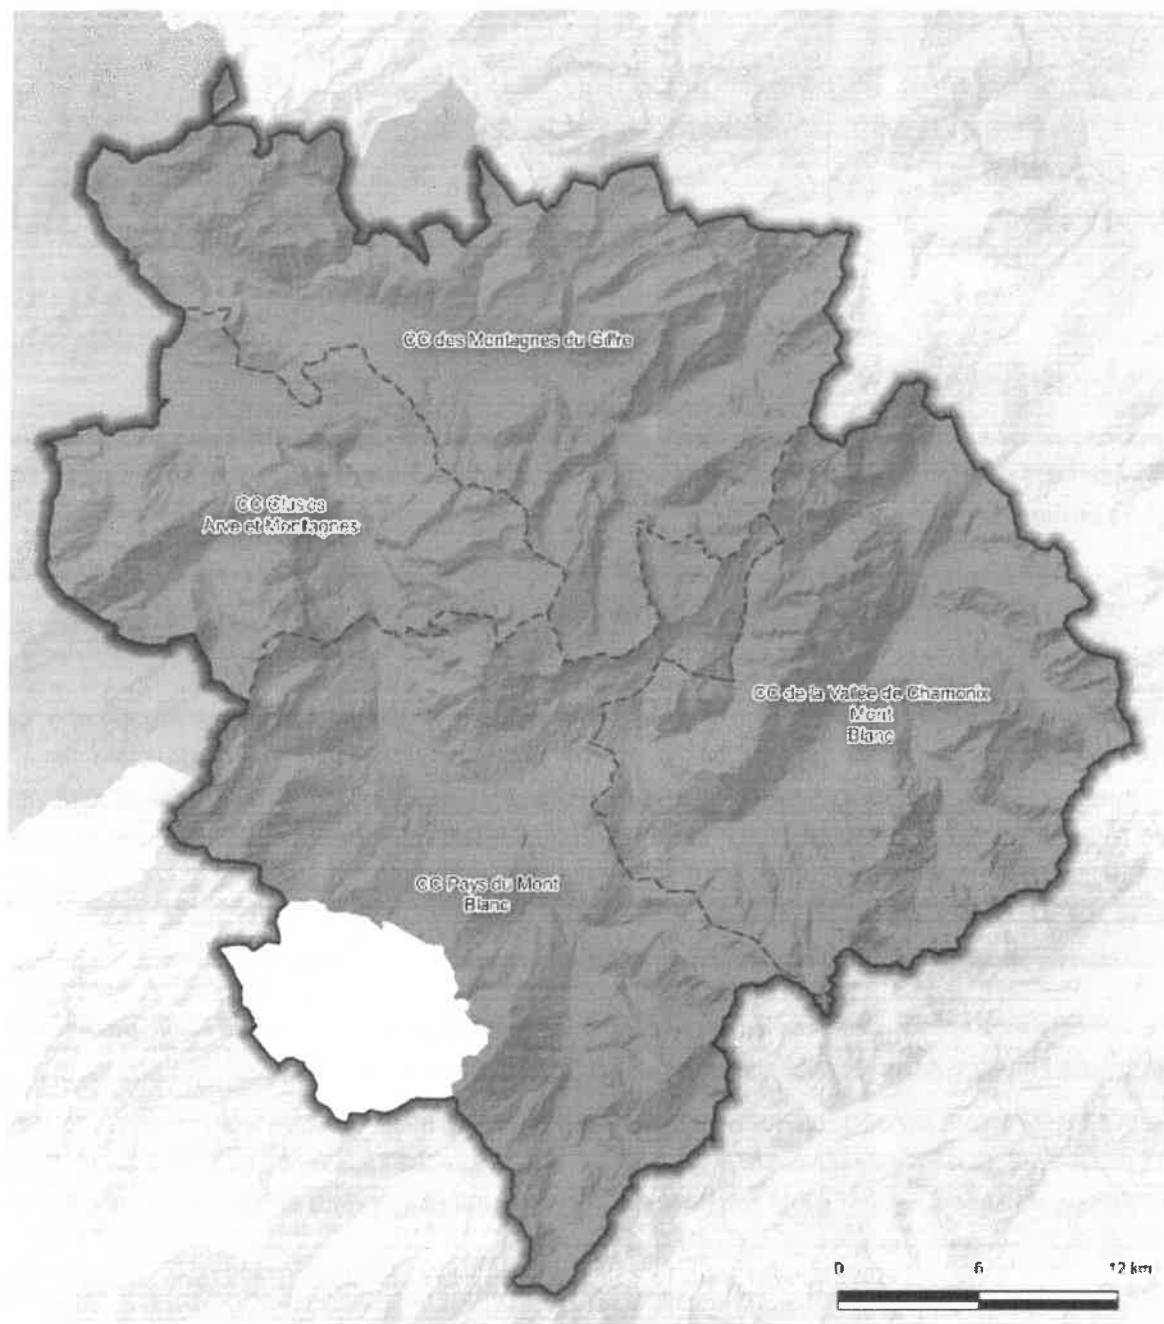 CC des Montagnes du Giffre
CC Cluses
Arve et Montagnes
CC de la Vallée de Chamonix
Mont
Blanc
CC Pays du Mont
Blanc
0 6 12 km